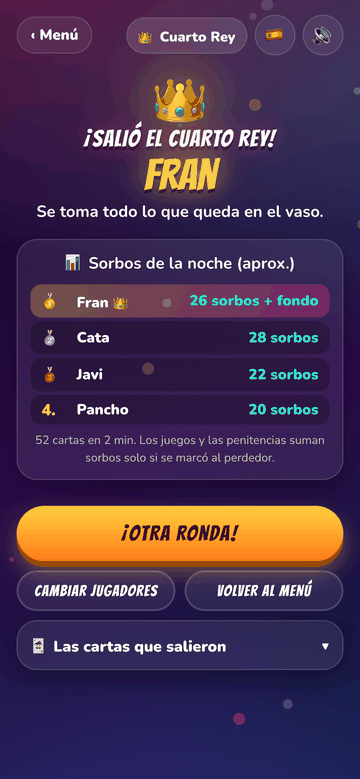 ‹ Menú
Cuarto Rey
¡SALIÓ EL CUARTO REY!
FRAN
Se toma todo lo que queda en el vaso.
Sorbos de la noche (aprox.)
Fran 26 sorbos + fondo
Cata 28 sorbos
Javi 22 sorbos
4. Pancho 20 sorbos
52 cartas en 2 min. Los juegos y las penitencias suman
sorbos solo si se marcó al perdedor.
¡OTRA RONDA!
CAMBIAR JUGADORES
VOLVER AL MENÚ
Las cartas que salieron ▼